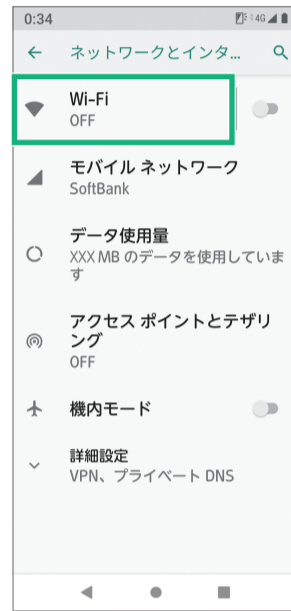 0:34
4G
ネットワークとインタ...
Wi-Fi
OFF
モバイル ネットワーク
SoftBank
データ使用量
XXX MB のデータを使用していま
す
アクセス ポイントとテザリ
ング
OFF
機内モード
詳細設定
VPN、プライベート DNS